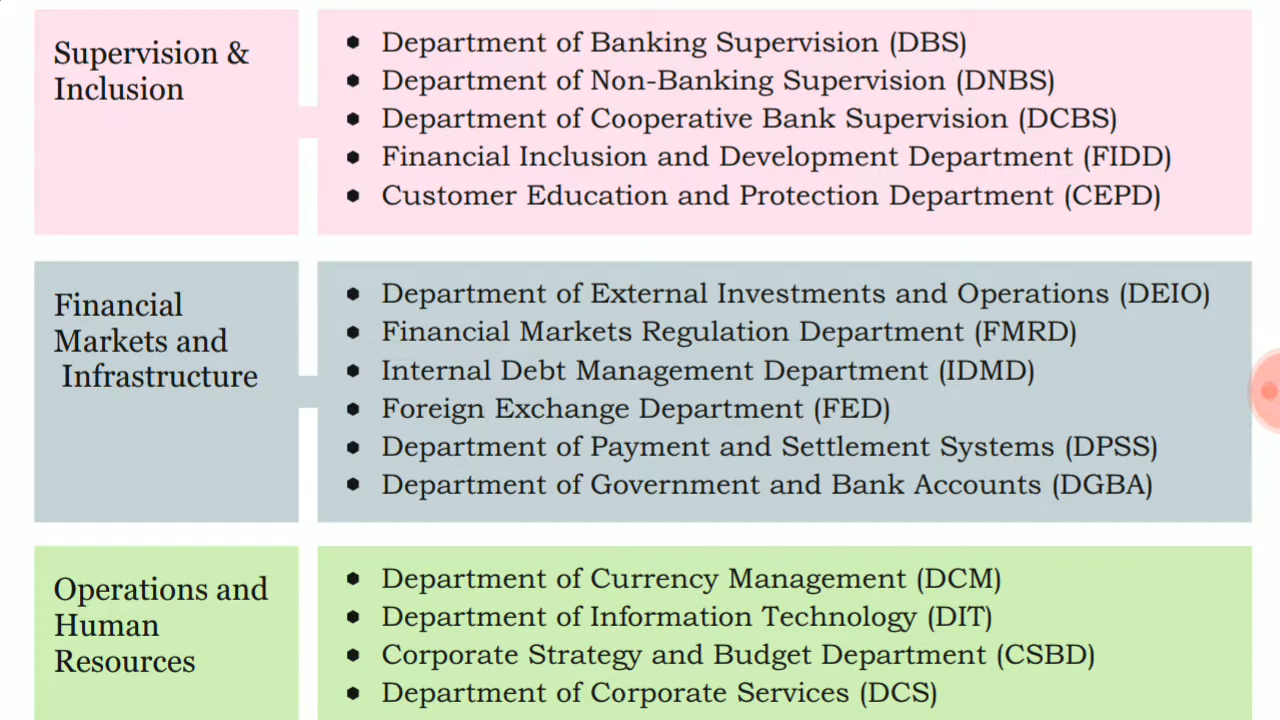 Supervision &
Inclusion
● Department of Banking Supervision (DBS)
● Department of Non-Banking Supervision (DNBS)
● Department of Cooperative Bank Supervision (DCBS)
● Financial Inclusion and Development Department (FIDD)
● Customer Education and Protection Department (CEPD)
Financial
Markets and
Infrastructure
● Department of External Investments and Operations (DEIO)
● Financial Markets Regulation Department (FMRD)
● Internal Debt Management Department (IDMD)
● Foreign Exchange Department (FED)
● Department of Payment and Settlement Systems (DPSS)
● Department of Government and Bank Accounts (DGBA)
Operations and
Human
Resources
● Department of Currency Management (DCM)
● Department of Information Technology (DIT)
● Corporate Strategy and Budget Department (CSBD)
● Department of Corporate Services (DCS)